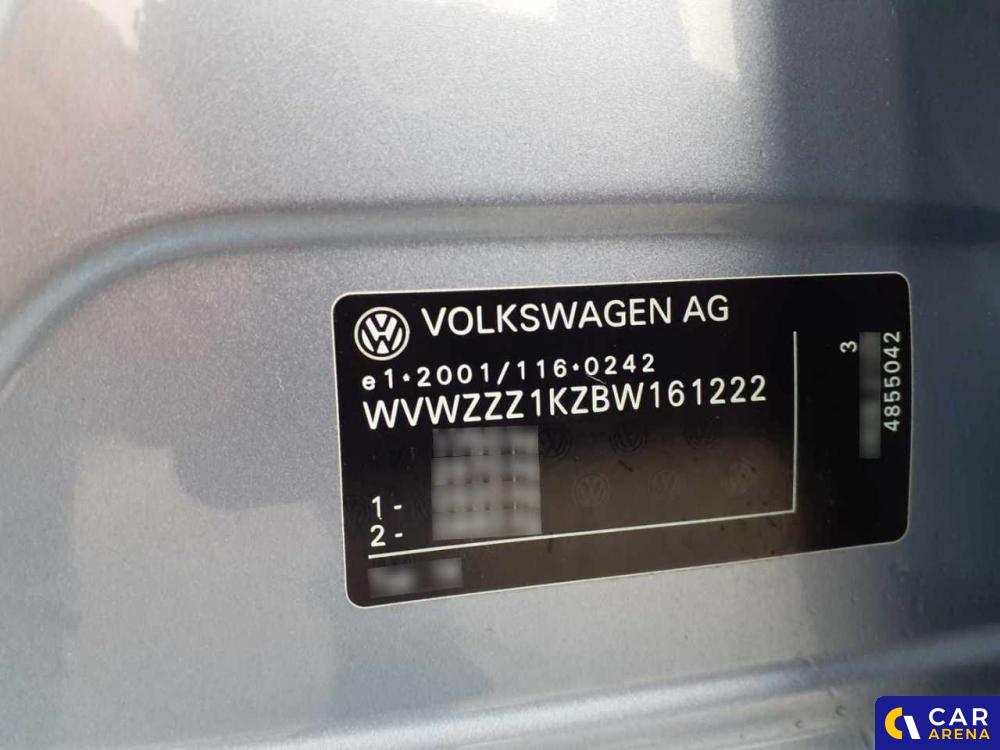 VOLKSWAGEN AG
e1*2001/116*0242
WVWZZZ1KZBW161222
1-
2-
3
4855042
CAR
ARENA